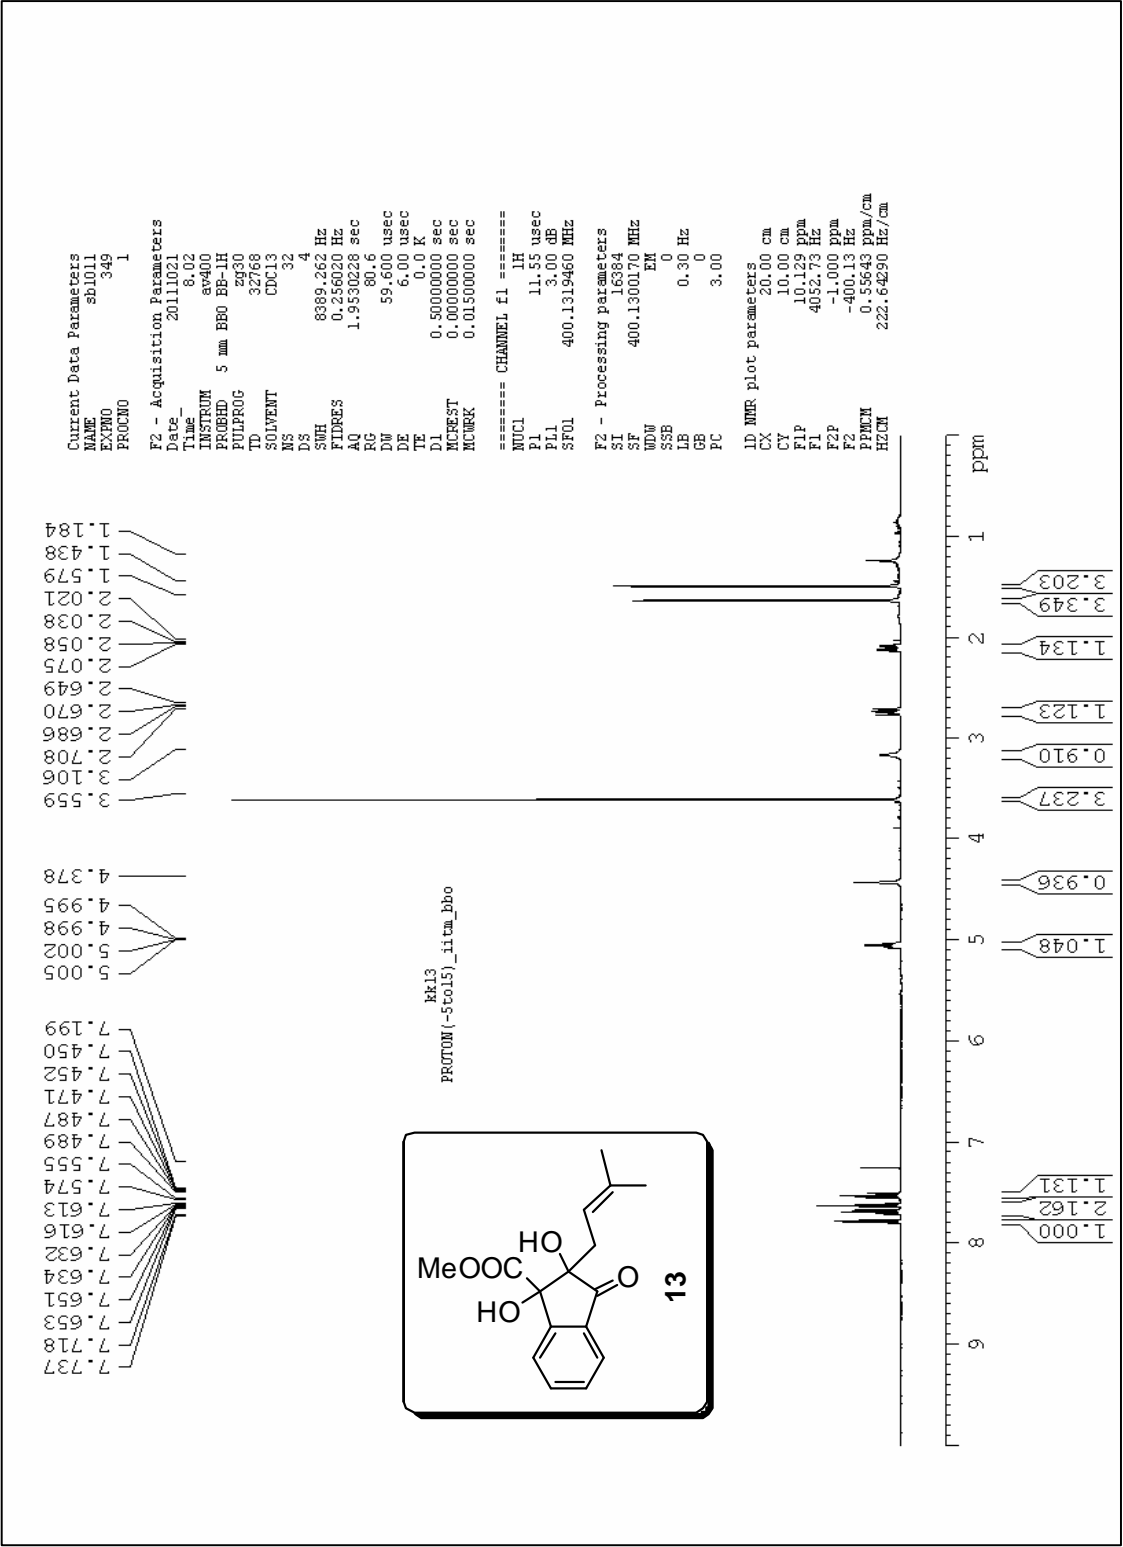 7.737
7.718
7.653
7.651
7.634
7.632
7.616
7.613
7.574
7.555
7.489
7.487
7.471
7.452
7.450
7.199
5.005
5.002
4.998
4.995
4.378
3.559
3.106
2.708
2.686
2.670
2.649
2.075
2.058
2.038
2.021
1.579
1.438
1.184
Current Data Parameters
NAME sb1011
EXPNO 349
PROCNO 1
F2 - Acquisition Parameters
Date_ 20111021
Time 8.02
INSTRUM av400
PROBHD 5 mm BBO BB-1H
PULPROG zg30
TD 32768
SOLVENT CDCl3
NS 32
DS 4
SWH 8389.262 Hz
FIDRES 0.256020 Hz
AQ 1.9530228 sec
RG 80.6
DW 59.600 usec
DE 6.00 usec
TE 0.0 K
D1 0.50000000 sec
MCREST 0.00000000 sec
MCWRK 0.01500000 sec
======== CHANNEL f1 ========
NUC1 1H
P1 11.55 usec
PL1 3.00 dB
SFO1 400.1319460 MHz
F2 - Processing parameters
SI 16384
SF 400.1300170 MHz
WDW EM
SSB 0
LB 0.30 Hz
GB 0
PC 3.00
1D NMR plot parameters
CX 20.00 cm
CY 10.00 cm
F1P 10.129 ppm
F1 4052.73 Hz
F2P -1.000 ppm
F2 -400.13 Hz
PPMCM 0.55643 ppm/cm
HZCM 222.64290 Hz/cm
kk13
PROTON(-5to15)_iitm_bbo
MeOOC
HO
HO
O
13
9 8 7 6 5 4 3 2 1 ppm
1.000
2.162
1.131
1.048
0.936
3.237
0.910
1.123
1.134
3.349
3.203